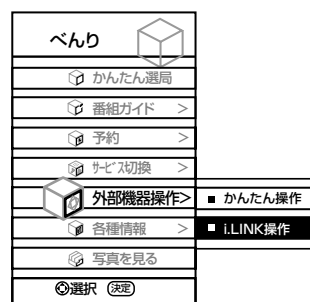 べんり
かんたん選局
番組ガイド >
予約 >
サービス切換 >
外部機器操作>
■ かんたん操作
各種情報 >
■ i.LINK操作
写真を見る
選択 決定